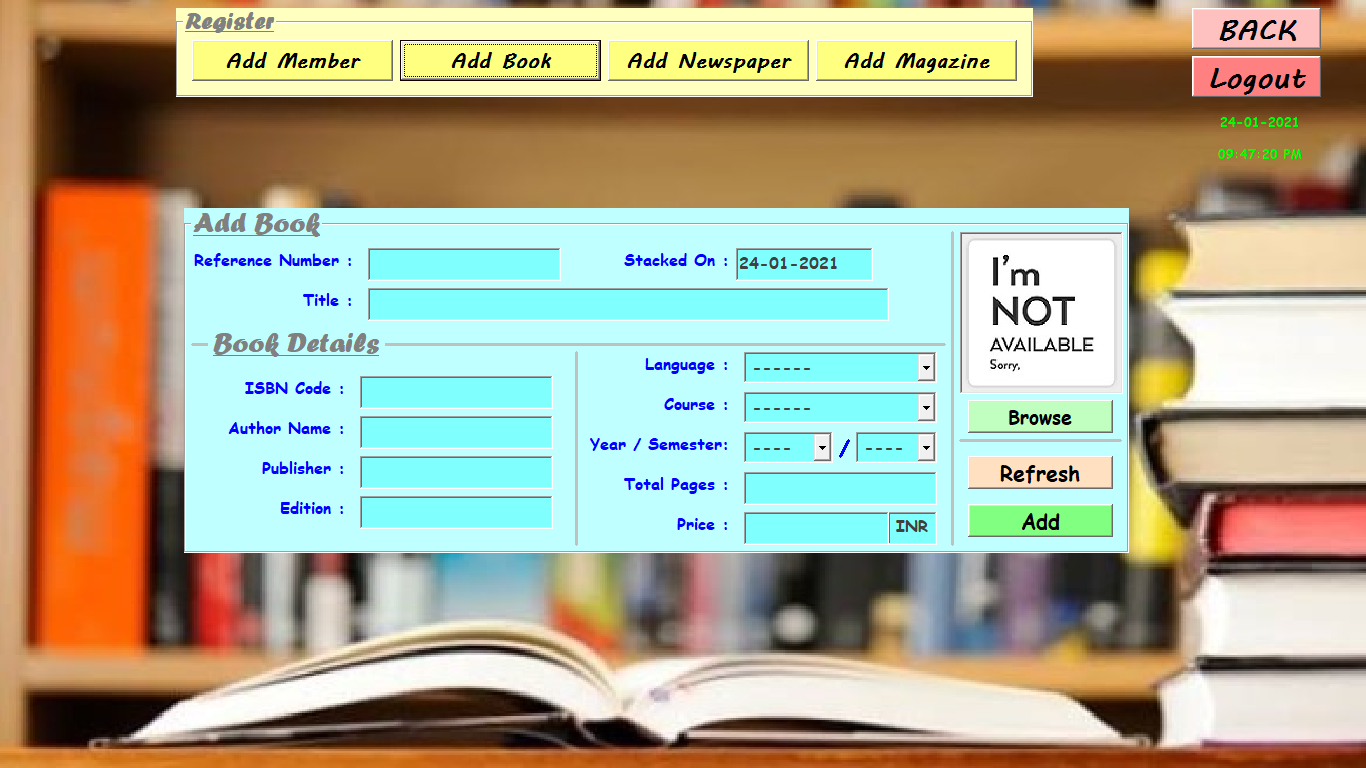 Register
Add Member
Add Book
Add Newspaper
Add Magazine
BACK
Logout
24-01-2021
09:47:20 PM
Add Book
Reference Number :
Stacked On : 24-01-2021
Title :
Book Details
ISBN Code :
Author Name :
Publisher :
Edition :
Language : ------
Course : ------
Year / Semester: ---- / ----
Total Pages :
Price : INR
I'm
NOT
AVAILABLE
Sorry,
Browse
Refresh
Add